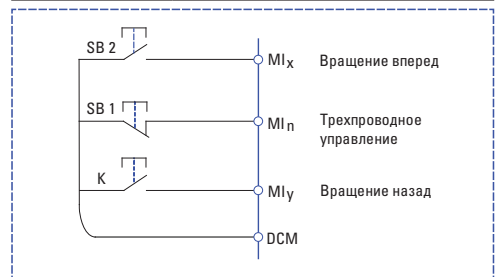 SB 2
MIx
Вращение вперед
SB 1
MIn
Трехпроводное
управление
K
MIy
Вращение назад
DCM